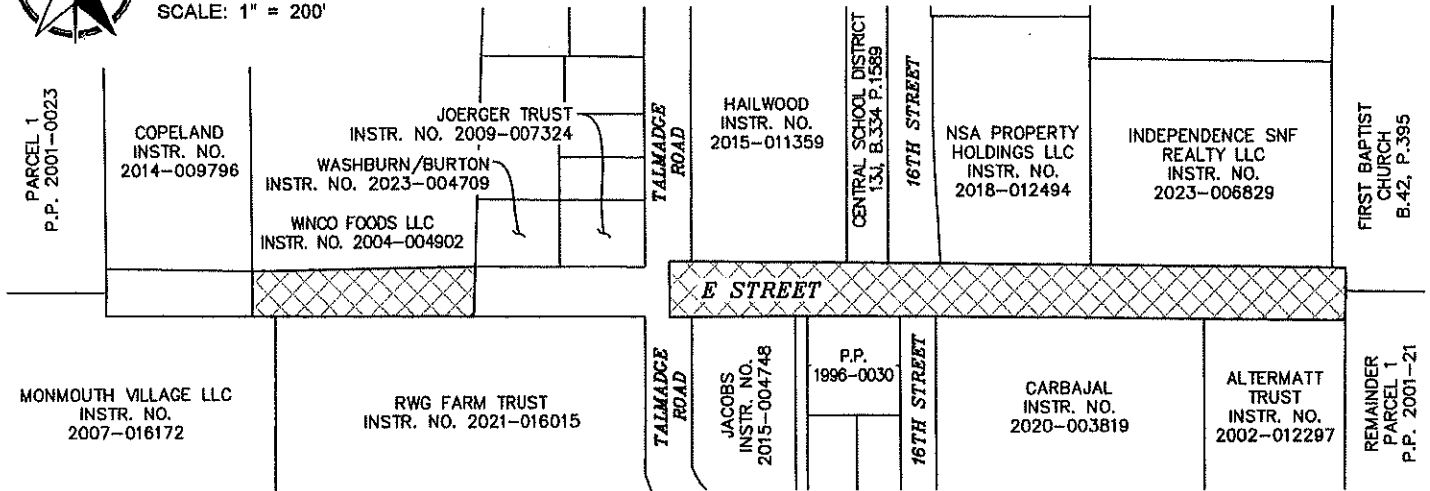 SCALE: 1" = 200'
PARCEL 1
P.P. 2001-0023
COPELAND
INSTR. NO.
2014-009796
JOERGER TRUST
INSTR. NO. 2009-007324
WASHBURN/BURTON
INSTR. NO. 2023-004709
WINCO FOODS LLC
INSTR. NO. 2004-004902
TALMADGE
ROAD
HAILWOOD
INSTR. NO.
2015-011359
CENTRAL SCHOOL DISTRICT
13J, B.334 P.1589
16TH STREET
NSA PROPERTY
HOLDINGS LLC
INSTR. NO.
2018-012494
INDEPENDENCE SNF
REALTY LLC
INSTR. NO.
2023-006829
FIRST BAPTIST
CHURCH
B.42, P.395
E STREET
MONMOUTH VILLAGE LLC
INSTR. NO.
2007-016172
RWG FARM TRUST
INSTR. NO. 2021-016015
TALMADGE
ROAD
JACOBS
INSTR. NO.
2015-004748
P.P.
1996-0030
16TH STREET
CARBAJAL
INSTR. NO.
2020-003819
ALTERMATT
TRUST
INSTR. NO.
2002-012297
REMAINDER
PARCEL 1
P.P. 2001-21